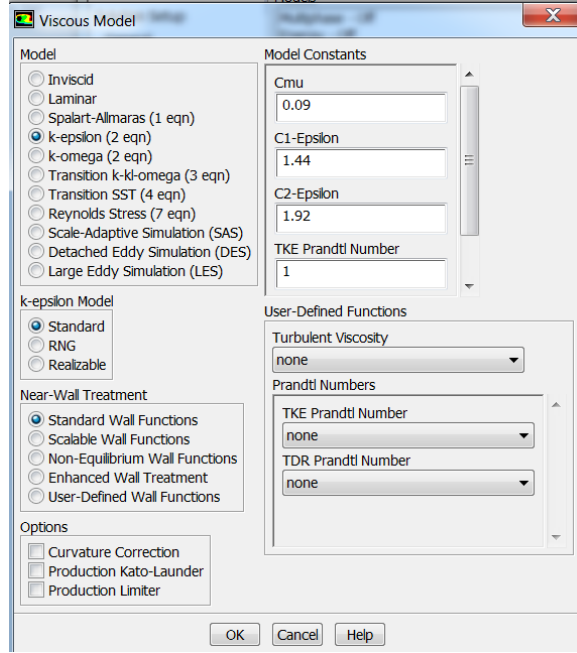 Viscous Model
Model
Inviscid
Laminar
Spalart-Allmaras (1 eqn)
k-epsilon (2 eqn)
k-omega (2 eqn)
Transition k-kl-omega (3 eqn)
Transition SST (4 eqn)
Reynolds Stress (7 eqn)
Scale-Adaptive Simulation (SAS)
Detached Eddy Simulation (DES)
Large Eddy Simulation (LES)
k-epsilon Model
Standard
RNG
Realizable
Near-Wall Treatment
Standard Wall Functions
Scalable Wall Functions
Non-Equilibrium Wall Functions
Enhanced Wall Treatment
User-Defined Wall Functions
Options
Curvature Correction
Production Kato-Launder
Production Limiter
Model Constants
Cmu
0.09
C1-Epsilon
1.44
C2-Epsilon
1.92
TKE Prandtl Number
1
User-Defined Functions
Turbulent Viscosity
none
Prandtl Numbers
TKE Prandtl Number
none
TDR Prandtl Number
none
OK Cancel Help